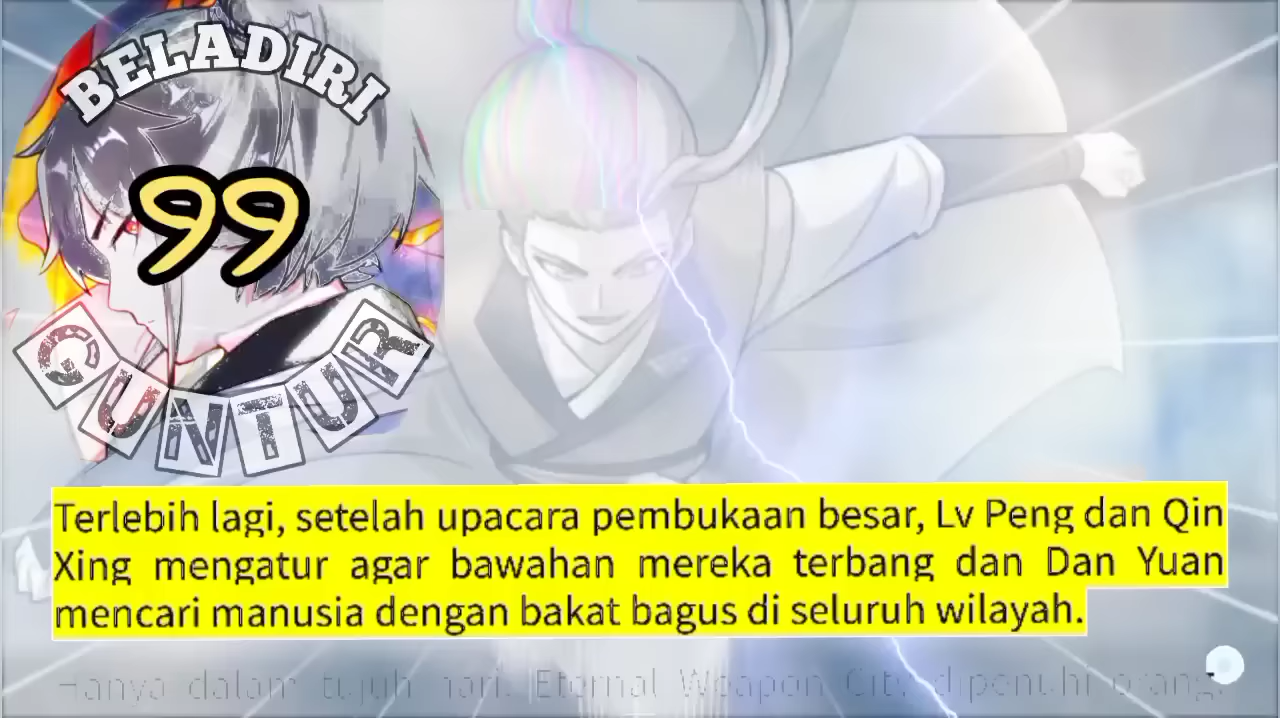 BELADIRI
99
GUNTUR
Terlebih lagi, setelah upacara pembukaan besar, Lv Peng dan Qin
Xing mengatur agar bawahan mereka terbang dan Dan Yuan
mencari manusia dengan bakat bagus di seluruh wilayah.
Hanya dalam tujuh hari, Eternal Weapon City dipenuhi orang.